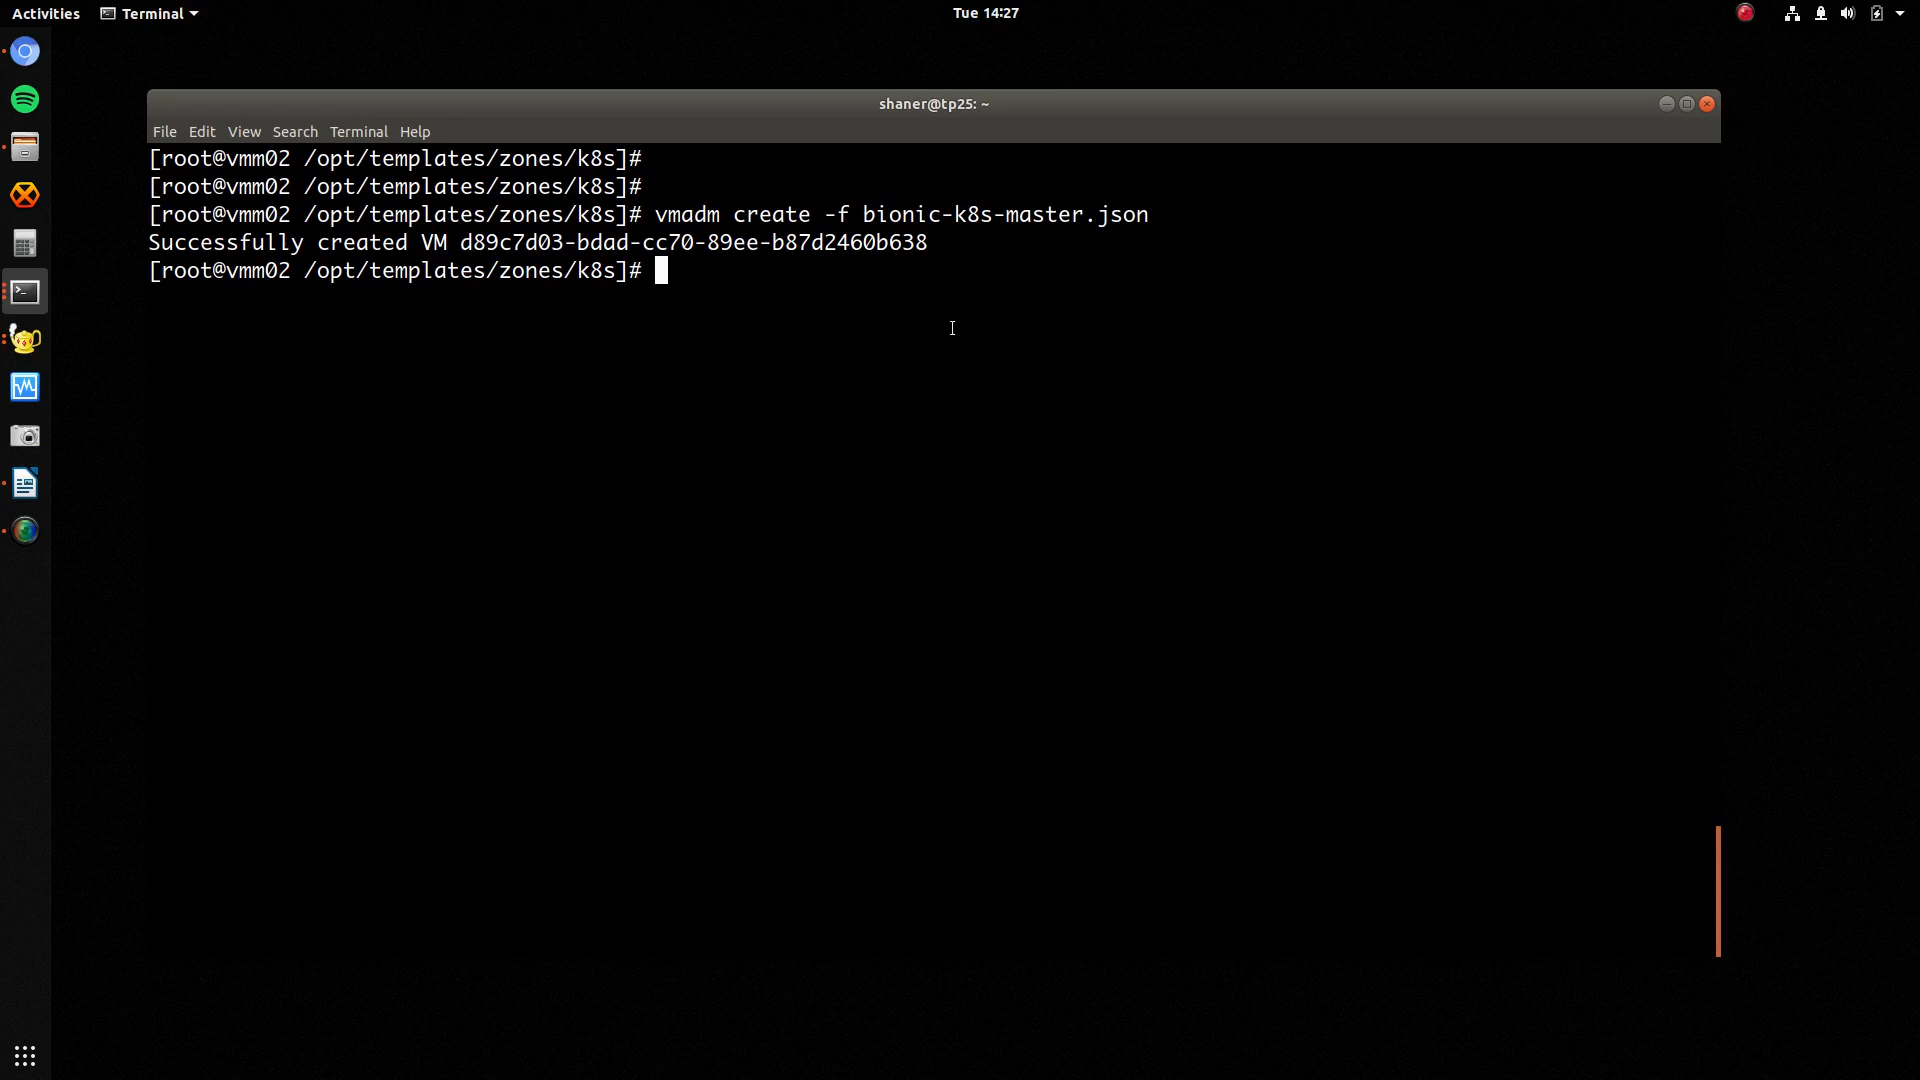 Activities Terminal Tue 14:27
shaner@tp25: ~
File Edit View Search Terminal Help
[root@vmm02 /opt/templates/zones/k8s]#
[root@vmm02 /opt/templates/zones/k8s]#
[root@vmm02 /opt/templates/zones/k8s]# vmadm create -f bionic-k8s-master.json
Successfully created VM d89c7d03-bdad-cc70-89ee-b87d2460b638
[root@vmm02 /opt/templates/zones/k8s]#